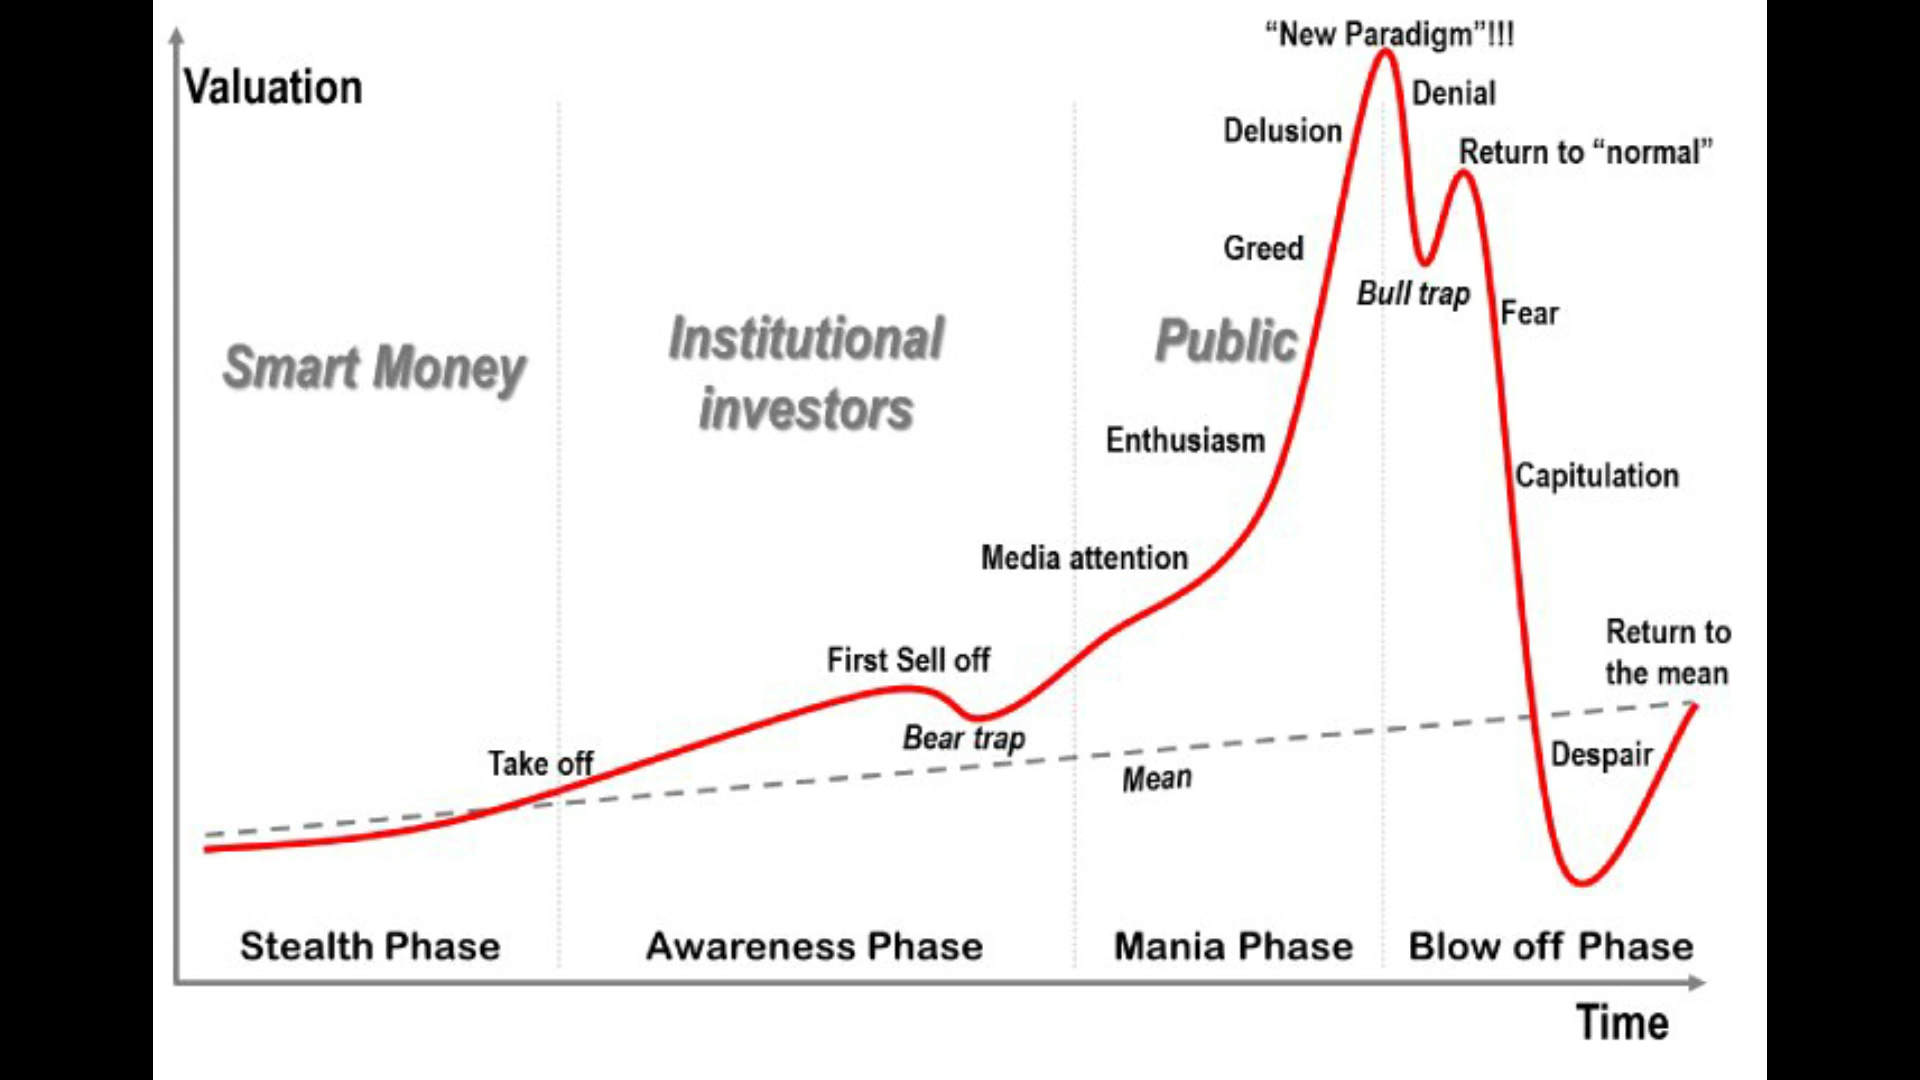 “New Paradigm”!!!
Valuation
Denial
Delusion
Return to “normal”
Greed
Bull trap
Fear
Smart Money
Institutional
investors
Public
Enthusiasm
Capitulation
Media attention
First Sell off
Return to
the mean
Bear trap
Take off
Despair
Mean
Stealth Phase
Awareness Phase
Mania Phase
Blow off Phase
Time